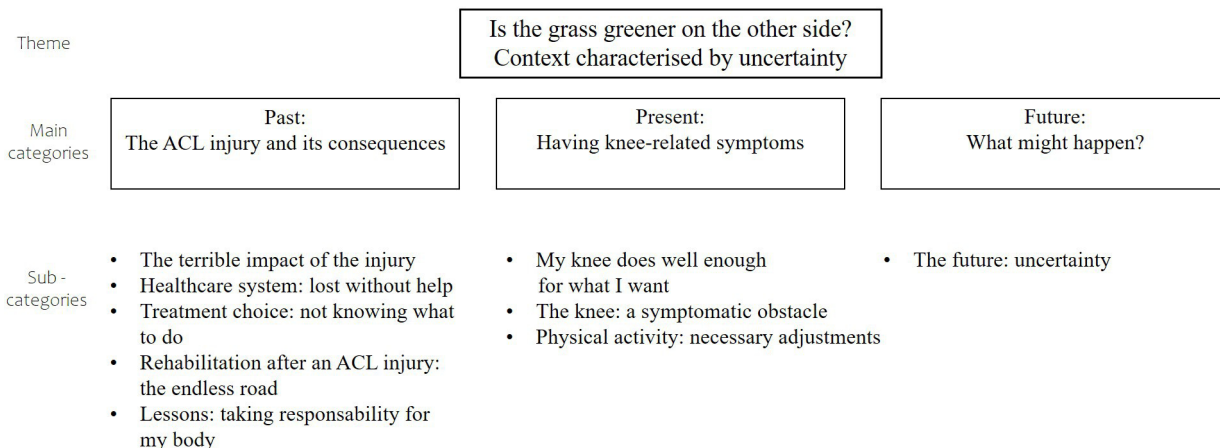 Theme
Is the grass greener on the other side?
Context characterised by uncertainty
Main
categories
Past:
The ACL injury and its consequences
Present:
Having knee-related symptoms
Future:
What might happen?
Sub -
categories
• The terrible impact of the injury
• Healthcare system: lost without help
• Treatment choice: not knowing what
to do
• Rehabilitation after an ACL injury:
the endless road
• Lessons: taking responsability for
my body
• My knee does well enough
for what I want
• The knee: a symptomatic obstacle
• Physical activity: necessary adjustments
• The future: uncertainty